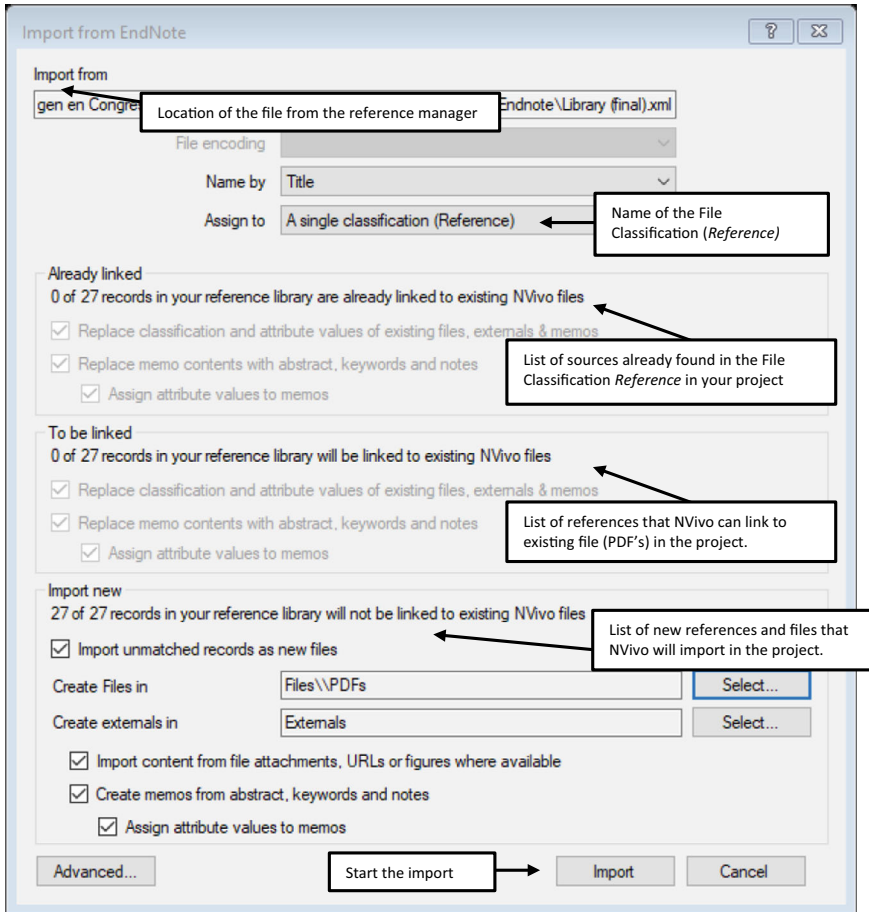 Import from EndNote
Import from
gen en Congres
Endnote\Library (final).xml
Location of the file from the reference manager
File encoding
Name by
Title
Assign to
A single classification (Reference)
Name of the File
Classification (Reference)
Already linked
0 of 27 records in your reference library are already linked to existing NVivo files
Replace classification and attribute values of existing files, externals & memos
Replace memo contents with abstract, keywords and notes
Assign attribute values to memos
List of sources already found in the File
Classification Reference in your project
To be linked
0 of 27 records in your reference library will be linked to existing NVivo files
Replace classification and attribute values of existing files, externals & memos
Replace memo contents with abstract, keywords and notes
Assign attribute values to memos
List of references that NVivo can link to
existing file (PDF's) in the project.
Import new
27 of 27 records in your reference library will not be linked to existing NVivo files
List of new references and files that
NVivo will import in the project.
Import unmatched records as new files
Create Files in
Files\\PDFs
Select...
Create externals in
Externals
Select...
Import content from file attachments, URLs or figures where available
Create memos from abstract, keywords and notes
Assign attribute values to memos
Advanced...
Start the import
Import
Cancel